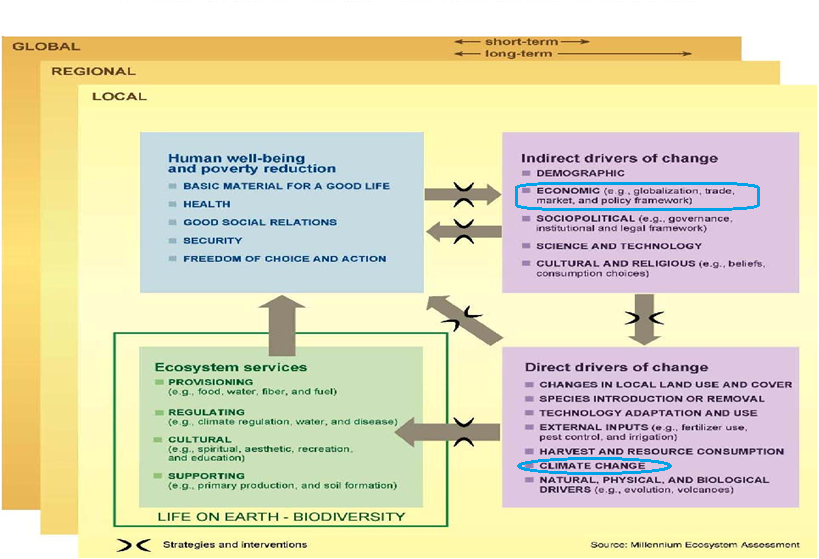 GLOBAL
short-term
long-term
REGIONAL
LOCAL
Human well-being
and poverty reduction
BASIC MATERIAL FOR A GOOD LIFE
HEALTH
GOOD SOCIAL RELATIONS
SECURITY
FREEDOM OF CHOICE AND ACTION
Indirect drivers of change
DEMOGRAPHIC
ECONOMIC (e.g., globalization, trade,
market, and policy framework)
SOCIOPOLITICAL (e.g., governance,
institutional and legal framework)
SCIENCE AND TECHNOLOGY
CULTURAL AND RELIGIOUS (e.g., beliefs,
consumption choices)
Ecosystem services
PROVISIONING
(e.g., food, water, fiber, and fuel)
REGULATING
(e.g., climate regulation, water, and disease)
CULTURAL
(e.g., spiritual, aesthetic, recreation,
and education)
SUPPORTING
(e.g., primary production, and soil formation)
LIFE ON EARTH - BIODIVERSITY
Direct drivers of change
CHANGES IN LOCAL LAND USE AND COVER
SPECIES INTRODUCTION OR REMOVAL
TECHNOLOGY ADAPTATION AND USE
EXTERNAL INPUTS (e.g., fertilizer use,
pest control, and irrigation)
HARVEST AND RESOURCE CONSUMPTION
CLIMATE CHANGE
NATURAL, PHYSICAL, AND BIOLOGICAL
DRIVERS (e.g., evolution, volcanoes)
Strategies and interventions
Source: Millennium Ecosystem Assessment